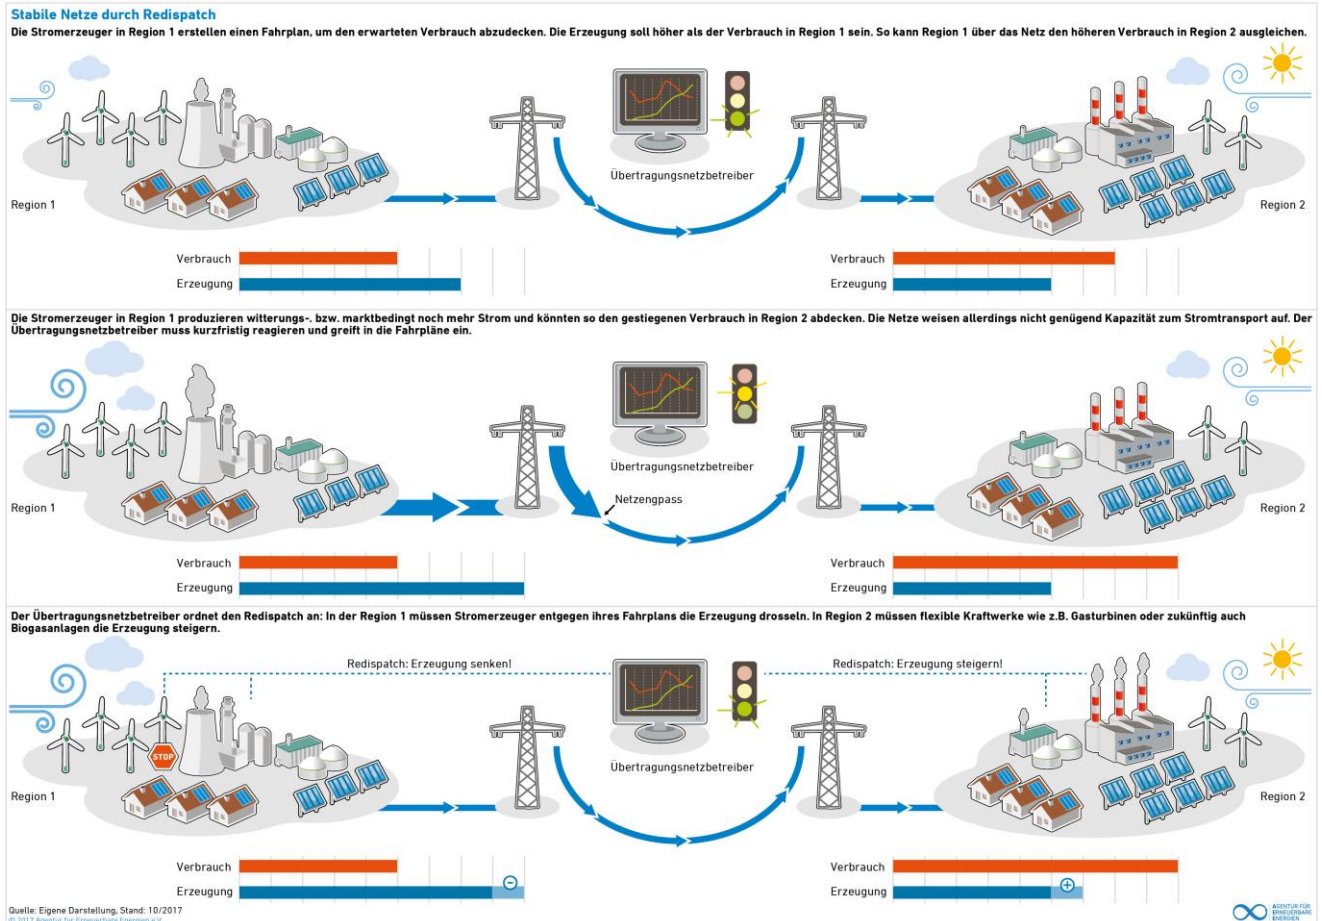 Stabile Netze durch Redispatch
Die Stromerzeuger in Region 1 erstellen einen Fahrplan, um den erwarteten Verbrauch abzudecken. Die Erzeugung soll höher als der Verbrauch in Region 1 sein. So kann Region 1 über das Netz den höheren Verbrauch in Region 2 ausgleichen.
Übertragungsnetzbetreiber
Region 1
Region 2
Verbrauch
Erzeugung
Verbrauch
Erzeugung
Die Stromerzeuger in Region 1 produzieren witterungs-. bzw. marktbedingt noch mehr Strom und könnten so den gestiegenen Verbrauch in Region 2 abdecken. Die Netze weisen allerdings nicht genügend Kapazität zum Stromtransport auf. Der
Übertragungsnetzbetreiber muss kurzfristig reagieren und greift in die Fahrpläne ein.
Übertragungsnetzbetreiber
Netzengpass
Region 1
Region 2
Verbrauch
Erzeugung
Verbrauch
Erzeugung
Der Übertragungsnetzbetreiber ordnet den Redispatch an: In der Region 1 müssen Stromerzeuger entgegen ihres Fahrplans die Erzeugung drosseln. In Region 2 müssen flexible Kraftwerke wie z.B. Gasturbinen oder zukünftig auch
Biogasanlagen die Erzeugung steigern.
Redispatch: Erzeugung senken!
Redispatch: Erzeugung steigern!
STOP
Übertragungsnetzbetreiber
Region 1
Region 2
Verbrauch
Erzeugung
Verbrauch
Erzeugung
Quelle: Eigene Darstellung, Stand: 10/2017
© 2017 Agentur für Erneuerbare Energien e.V.
AGENTUR FÜR
ERNEUERBARE
ENERGIEN